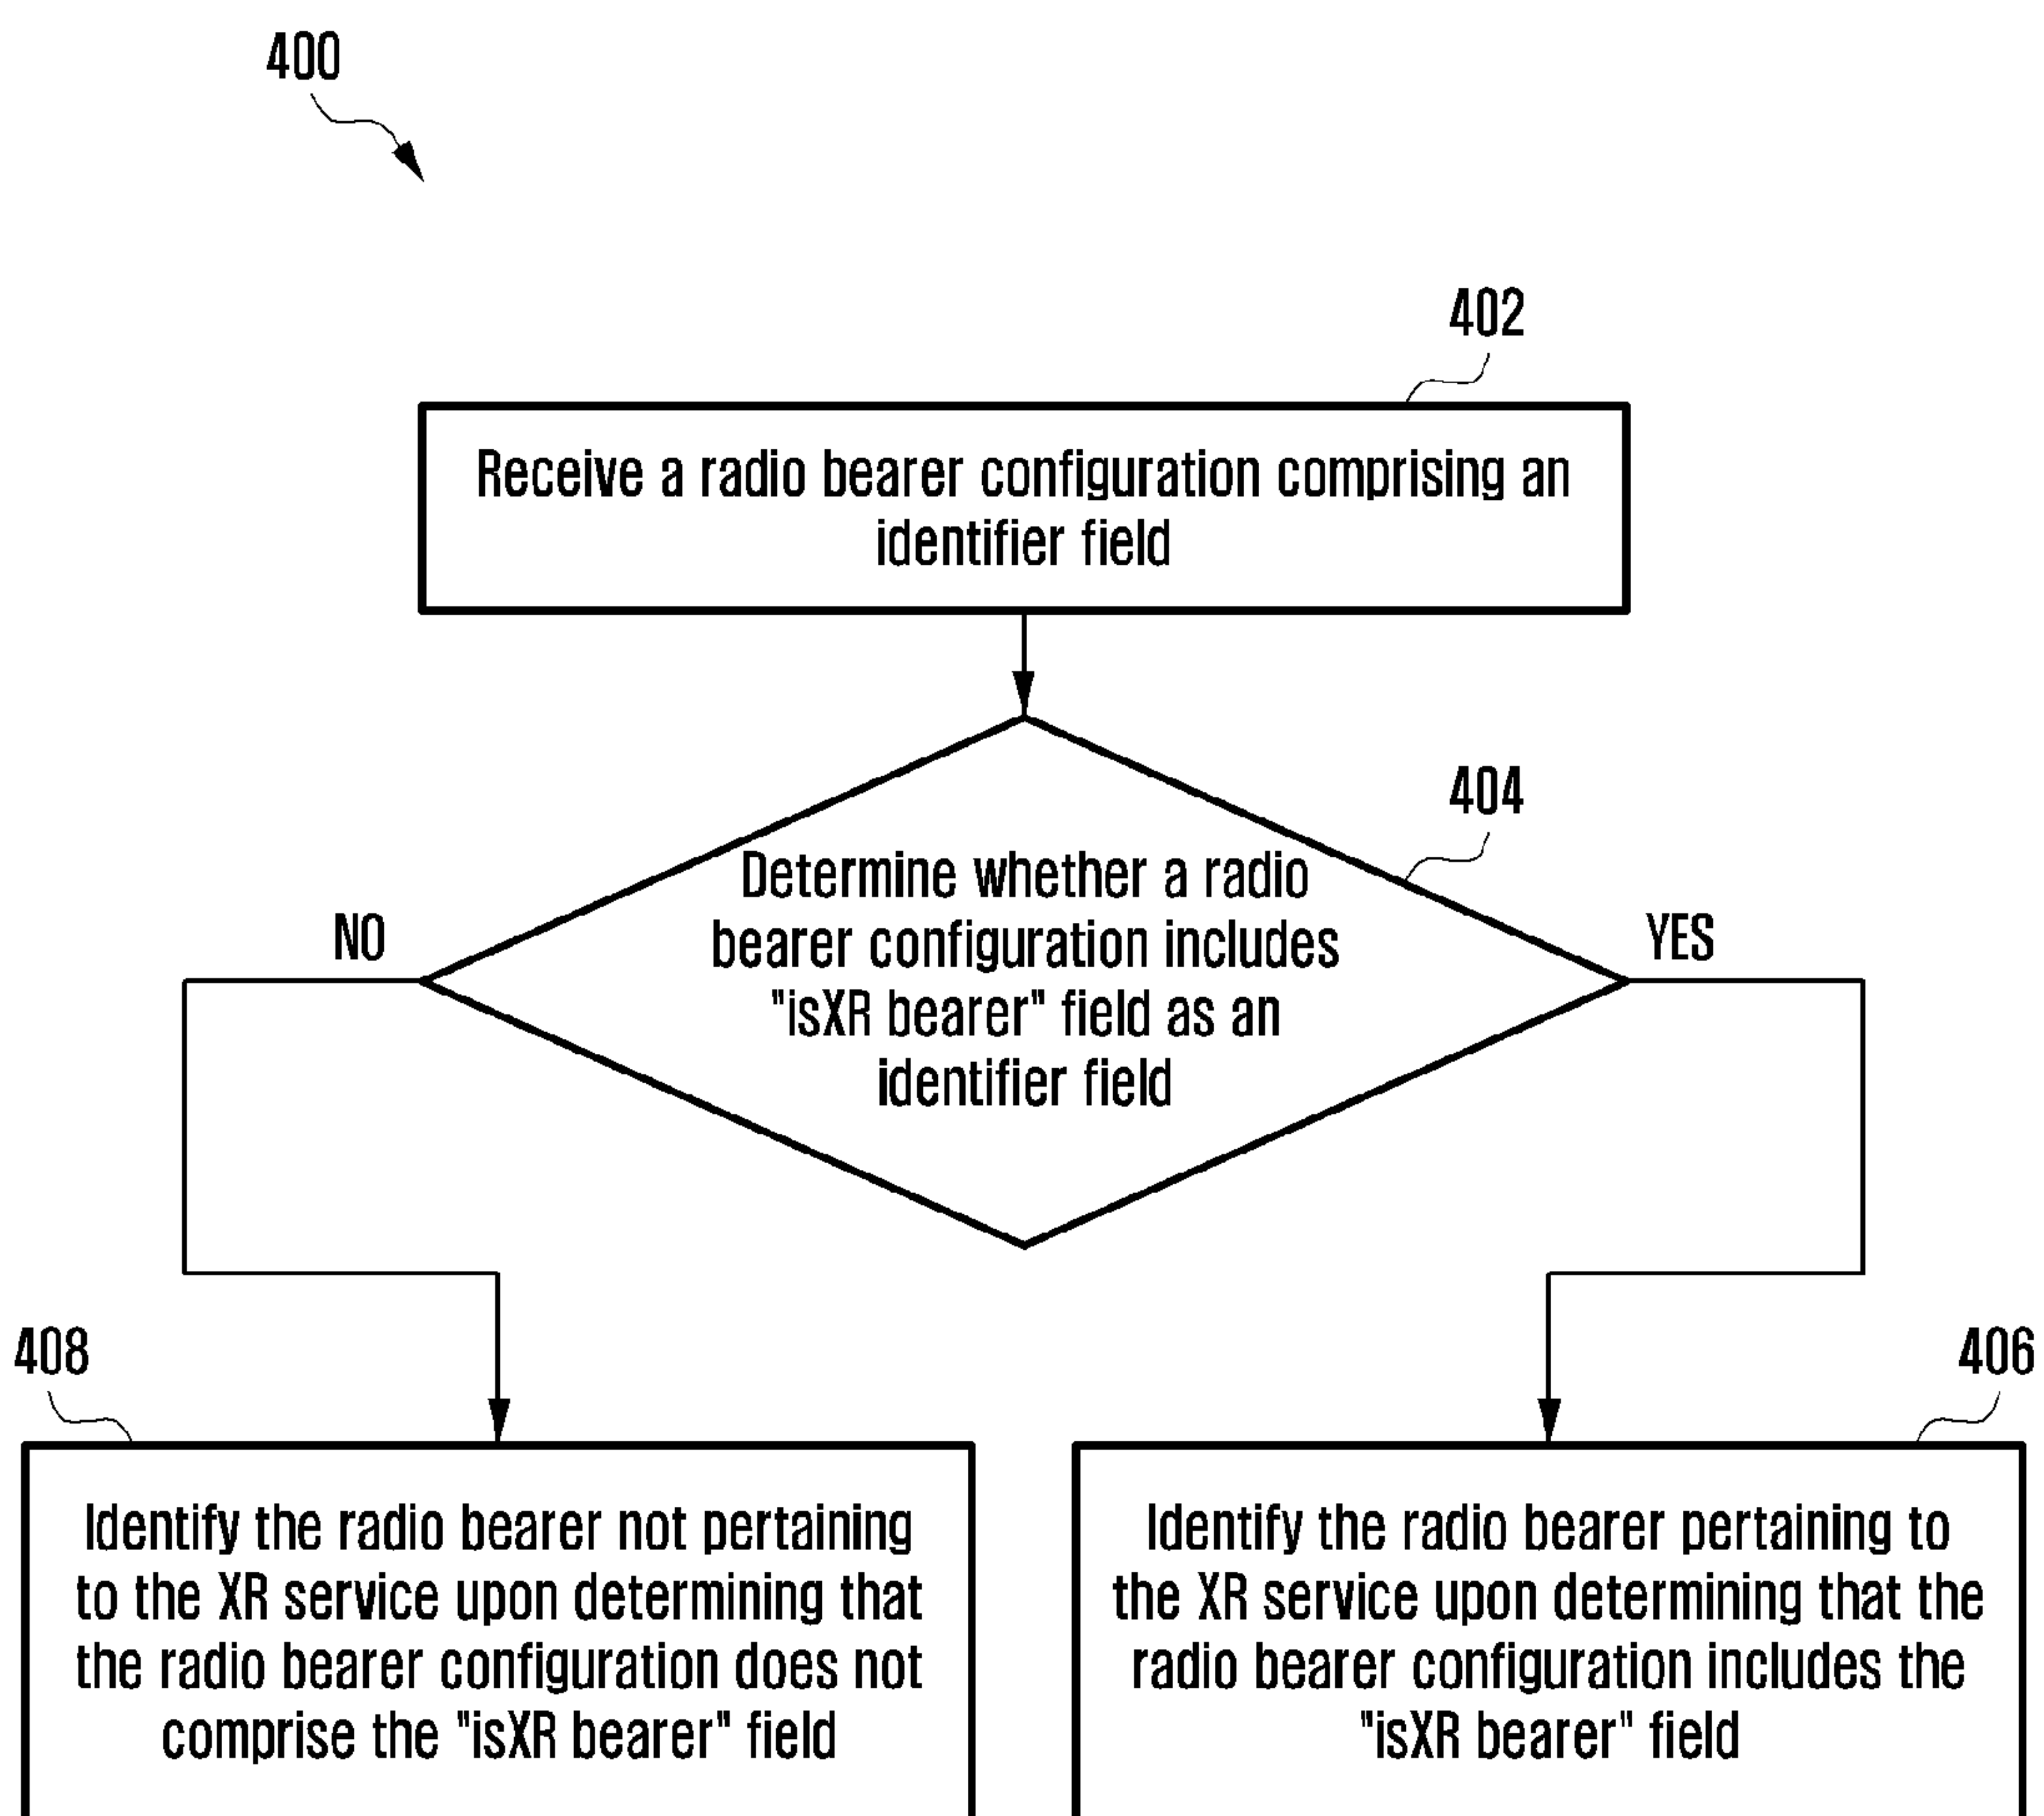 400
402
Receive a radio bearer configuration comprising an
identifier field
404
Determine whether a radio
bearer configuration includes
"isXR bearer" field as an
identifier field
NO
YES
408
Identify the radio bearer not pertaining
to the XR service upon determining that
the radio bearer configuration does not
comprise the "isXR bearer" field
406
Identify the radio bearer pertaining to
the XR service upon determining that the
radio bearer configuration includes the
"isXR bearer" field